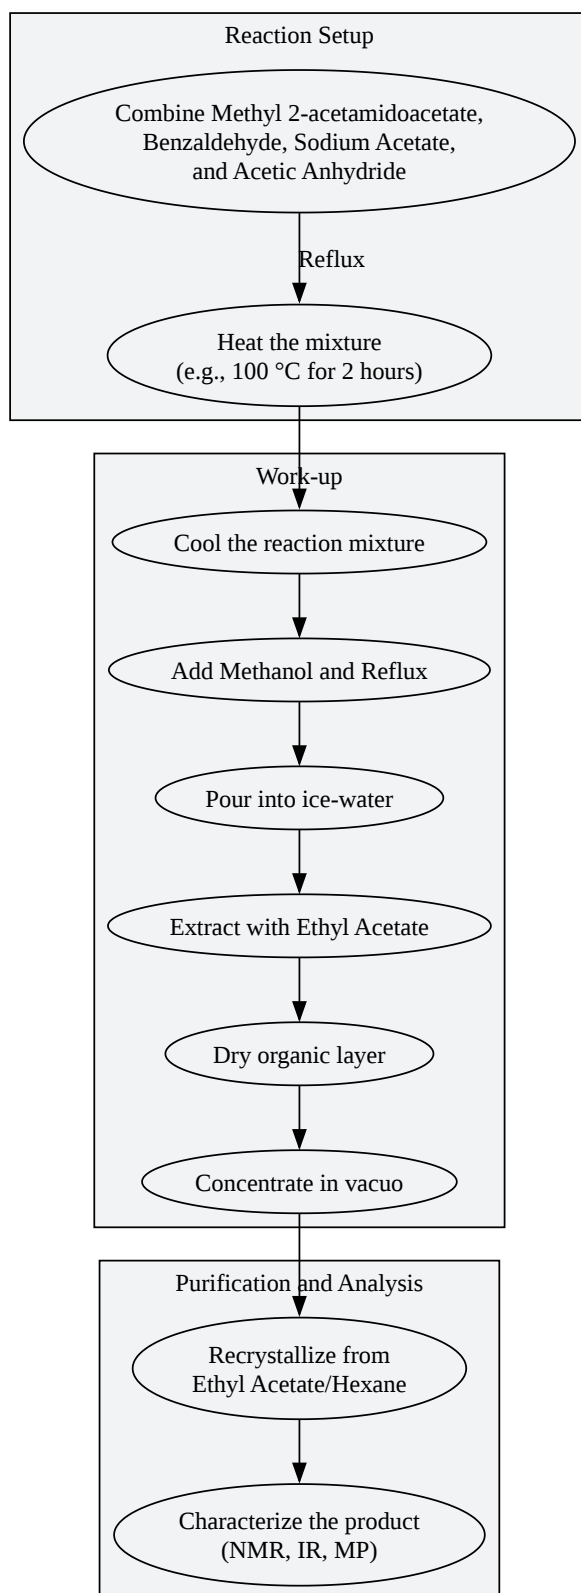 Reaction Setup
Combine Methyl 2-acetamidoacetate,
Benzaldehyde, Sodium Acetate,
and Acetic Anhydride
Reflux
Heat the mixture
(e.g., 100 °C for 2 hours)
Work-up
Cool the reaction mixture
Add Methanol and Reflux
Pour into ice-water
Extract with Ethyl Acetate
Dry organic layer
Concentrate in vacuo
Purification and Analysis
Recrystallize from
Ethyl Acetate/Hexane
Characterize the product
(NMR, IR, MP)